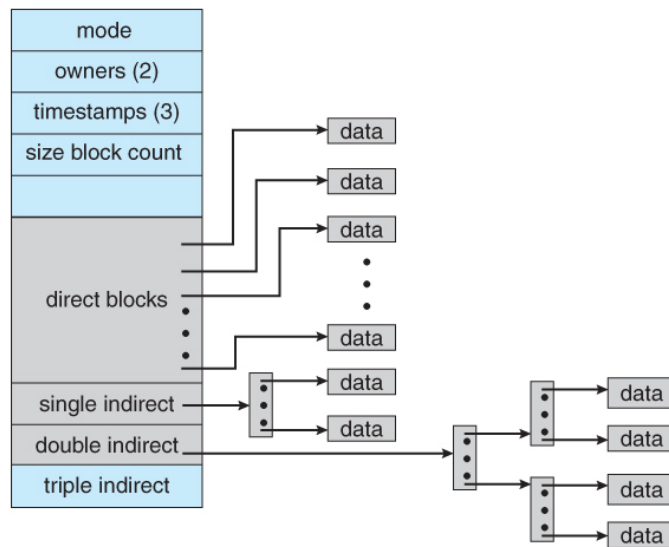 mode
owners (2)
timestamps (3)
size block count
direct blocks
single indirect
double indirect
triple indirect
data
data
data
data
data
data
data
data
data
data